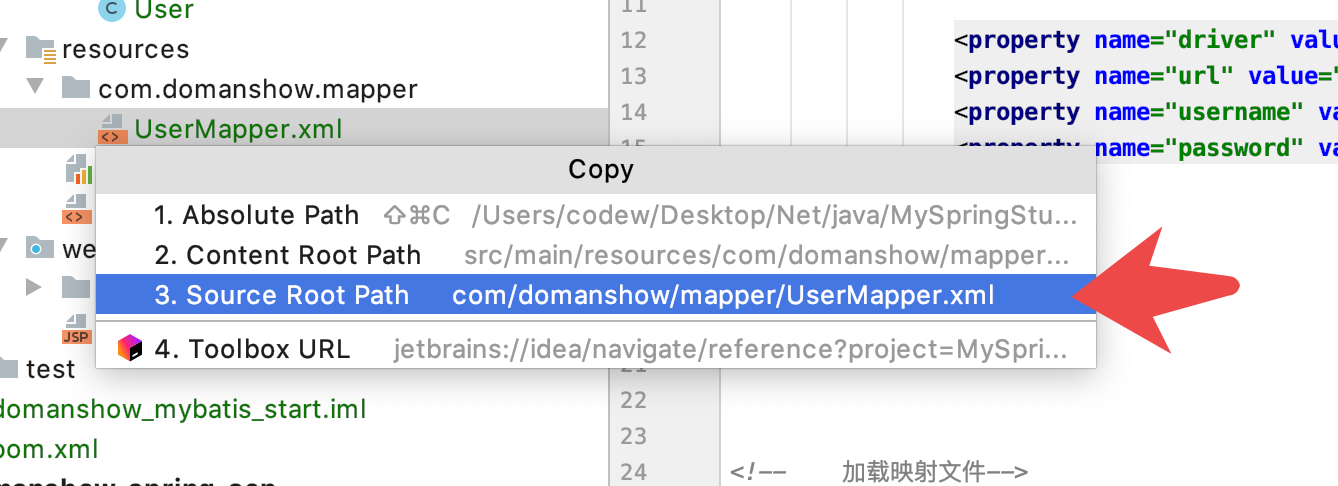 User
resources
com.domanshow.mapper
UserMapper.xml
Copy
1. Absolute Path ⇧⌘C /Users/codew/Desktop/Net/java/MySpringStu...
2. Content Root Path src/main/resources/com/domanshow/mapper...
3. Source Root Path com/domanshow/mapper/UserMapper.xml
4. Toolbox URL jetbrains://idea/navigate/reference?project=MySpri...
we
JSP
test
domanshow_mybatis_start.iml
pom.xml
11
12 <property name="driver" valu
13 <property name="url" value="
14 <property name="username" va
15 <property name="password" va
21
22
23
24 <!-- 加载映射文件-->